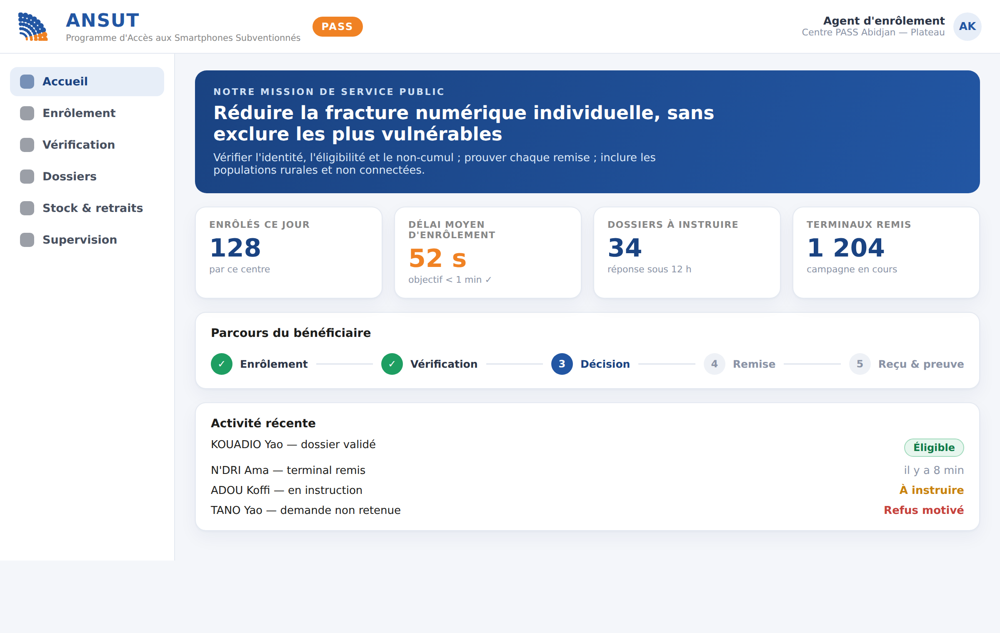 ANSUT
Programme d'Accès aux Smartphones Subventionnés
PASS
Agent d'enrôlement
Centre PASS Abidjan — Plateau
AK
Accueil
Enrôlement
Vérification
Dossiers
Stock & retraits
Supervision
NOTRE MISSION DE SERVICE PUBLIC
Réduire la fracture numérique individuelle, sans
exclure les plus vulnérables
Vérifier l'identité, l'éligibilité et le non-cumul ; prouver chaque remise ; inclure les
populations rurales et non connectées.
ENRÔLÉS CE JOUR
128
par ce centre
DÉLAI MOYEN
D'ENRÔLEMENT
52 s
objectif < 1 min ✓
DOSSIERS À INSTRUIRE
34
réponse sous 12 h
TERMINAUX REMIS
1 204
campagne en cours
Parcours du bénéficiaire
✓ Enrôlement
✓ Vérification
3 Décision
4 Remise
5 Reçu & preuve
Activité récente
KOUADIO Yao — dossier validé
Éligible
N'DRI Ama — terminal remis
il y a 8 min
ADOU Koffi — en instruction
À instruire
TANO Yao — demande non retenue
Refus motivé